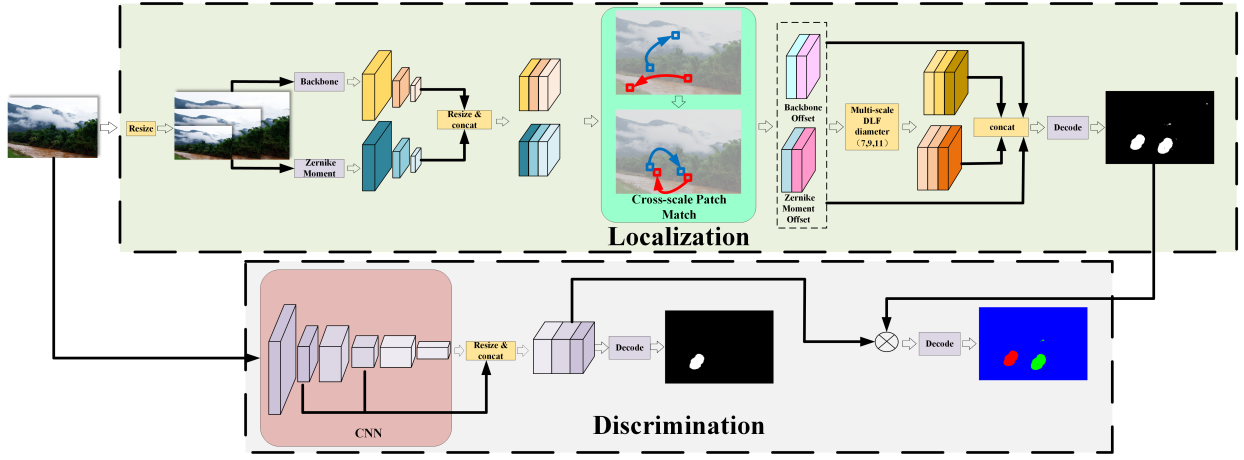 Resize
Backbone
Zernike
Moment
Resize &
concat
Cross-scale Patch
Match
Backbone
Offset
Zernike
Moment
Offset
Multi-scale
DLF
diameter
（7,9,11）
concat
Decode
Localization
CNN
Resize &
concat
Decode
Decode
Discrimination